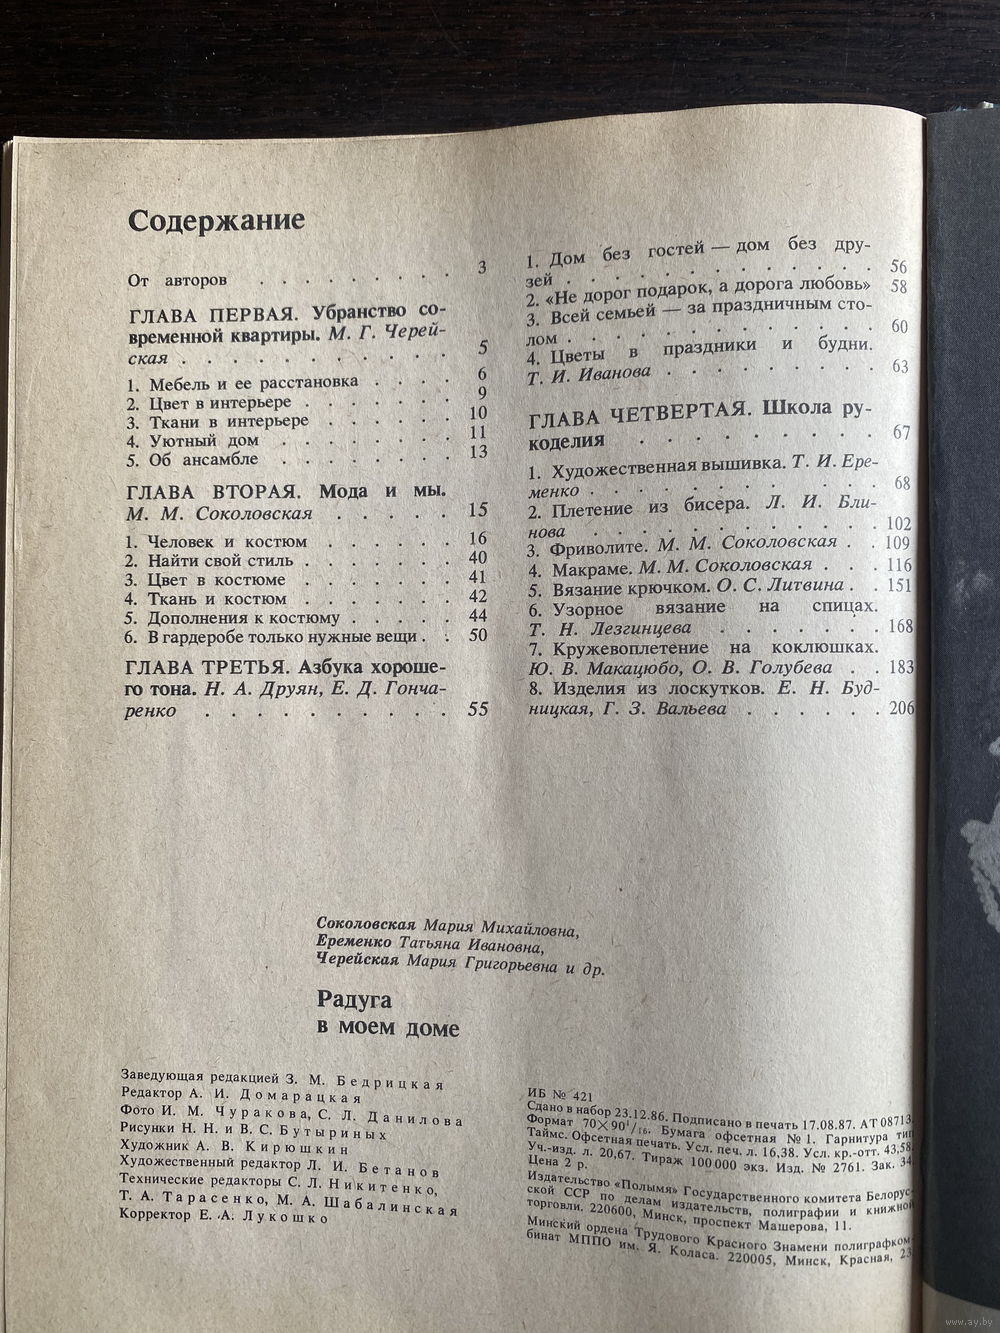 Содержание
От авторов . . . . . . . 3
ГЛАВА ПЕРВАЯ. Убранство со-
временной квартиры. М. Г. Черей-
ская . . . . . . . . . . . 5
1. Мебель и ее расстановка . . . . 6
2. Цвет в интерьере . . . . . . . 9
3. Ткани в интерьере . . . . . . 10
4. Уютный дом . . . . . . . . 11
5. Об ансамбле . . . . . . . . 13
ГЛАВА ВТОРАЯ. Мода и мы.
М. М. Соколовская . . . . . 15
1. Человек и костюм . . . . . . 16
2. Найти свой стиль . . . . . . . 40
3. Цвет в костюме . . . . . . . 41
4. Ткань и костюм . . . . . . . 42
5. Дополнения к костюму . . . . . 44
6. В гардеробе только нужные вещи . . 50
ГЛАВА ТРЕТЬЯ. Азбука хороше-
го тона. Н. А. Друян, Е. Д. Гонча-
ренко . . . . . . . . . . 55
1. Дом без гостей — дом без дру-
зей . . . . . . . . . . . . 56
2. «Не дорог подарок, а дорога любовь» 58
3. Всей семьей — за праздничным сто-
лом . . . . . . . . . . . . 60
4. Цветы в праздники и будни.
Т. И. Иванова . . . . . . . . . 63
ГЛАВА ЧЕТВЕРТАЯ. Школа ру-
коделия . . . . . . . . . 67
1. Художественная вышивка. Т. И. Ере-
менко . . . . . . . . . . . 68
2. Плетение из бисера. Л. И. Бли-
нова . . . . . . . . . . . 102
3. Фриволите. М. М. Соколовская . . 109
4. Макраме. М. М. Соколовская . . . 116
5. Вязание крючком. О. С. Литвина . . 151
6. Узорное вязание на спицах.
Т. Н. Лезгинцева . . . . . . . 168
7. Кружевоплетение на коклюшках.
Ю. В. Макацюбо, О. В. Голубева . . 183
8. Изделия из лоскутков. Е. Н. Буд-
ницкая, Г. З. Вальева . . . . . . 206
Соколовская Мария Михайловна,
Еременко Татьяна Ивановна,
Черейская Мария Григорьевна и др.
Радуга
в моем доме
Заведующая редакцией З. М. Бедрицкая
Редактор А. И. Домарацкая
Фото И. М. Чуракова, С. Л. Данилова
Рисунки Н. Н. и В. С. Бутыриных
Художник А. В. Кирюшкин
Художественный редактор Л. И. Бетанов
Технические редакторы С. Л. Никитенко,
Т. А. Тарасенко, М. А. Шабалинская
Корректор Е. А. Лукошко
ИБ № 421
Сдано в набор 23.12.86. Подписано в печать 17.08.87. АТ 08713.
Формат 70×90¹/₁₆. Бумага офсетная № 1. Гарнитура тип
Таймс. Офсетная печать. Усл. печ. л. 16,38. Усл. кр.-отт. 43,58.
Уч.-изд. л. 20,67. Тираж 100 000 экз. Изд. № 2761. Зак. 34
Цена 2 р.
Издательство «Полымя» Государственного комитета Белорус-
ской ССР по делам издательств, полиграфии и книжной
торговли. 220600, Минск, проспект Машерова, 11.
Минский ордена Трудового Красного Знамени полиграфком-
бинат МППО им. Я. Коласа. 220005, Минск, Красная, 23
www.ay.by